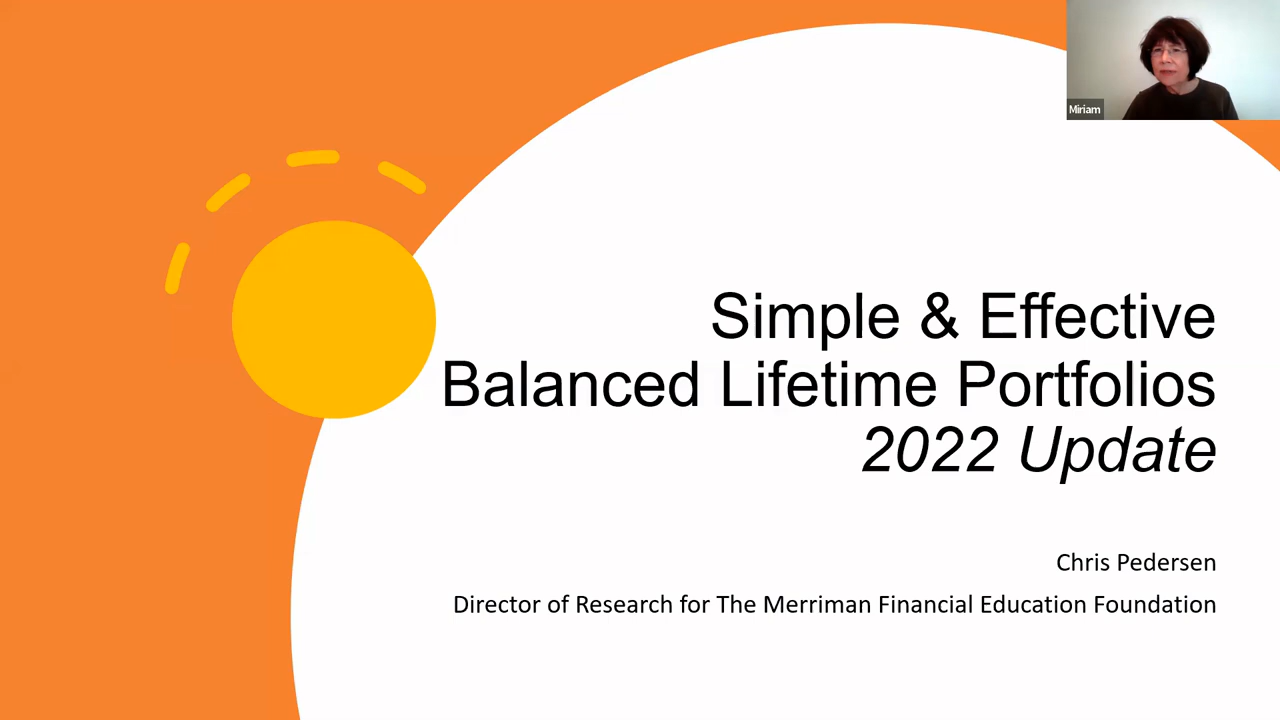 Miriam
Simple & Effective
Balanced Lifetime Portfolios
2022 Update
Chris Pedersen
Director of Research for The Merriman Financial Education Foundation